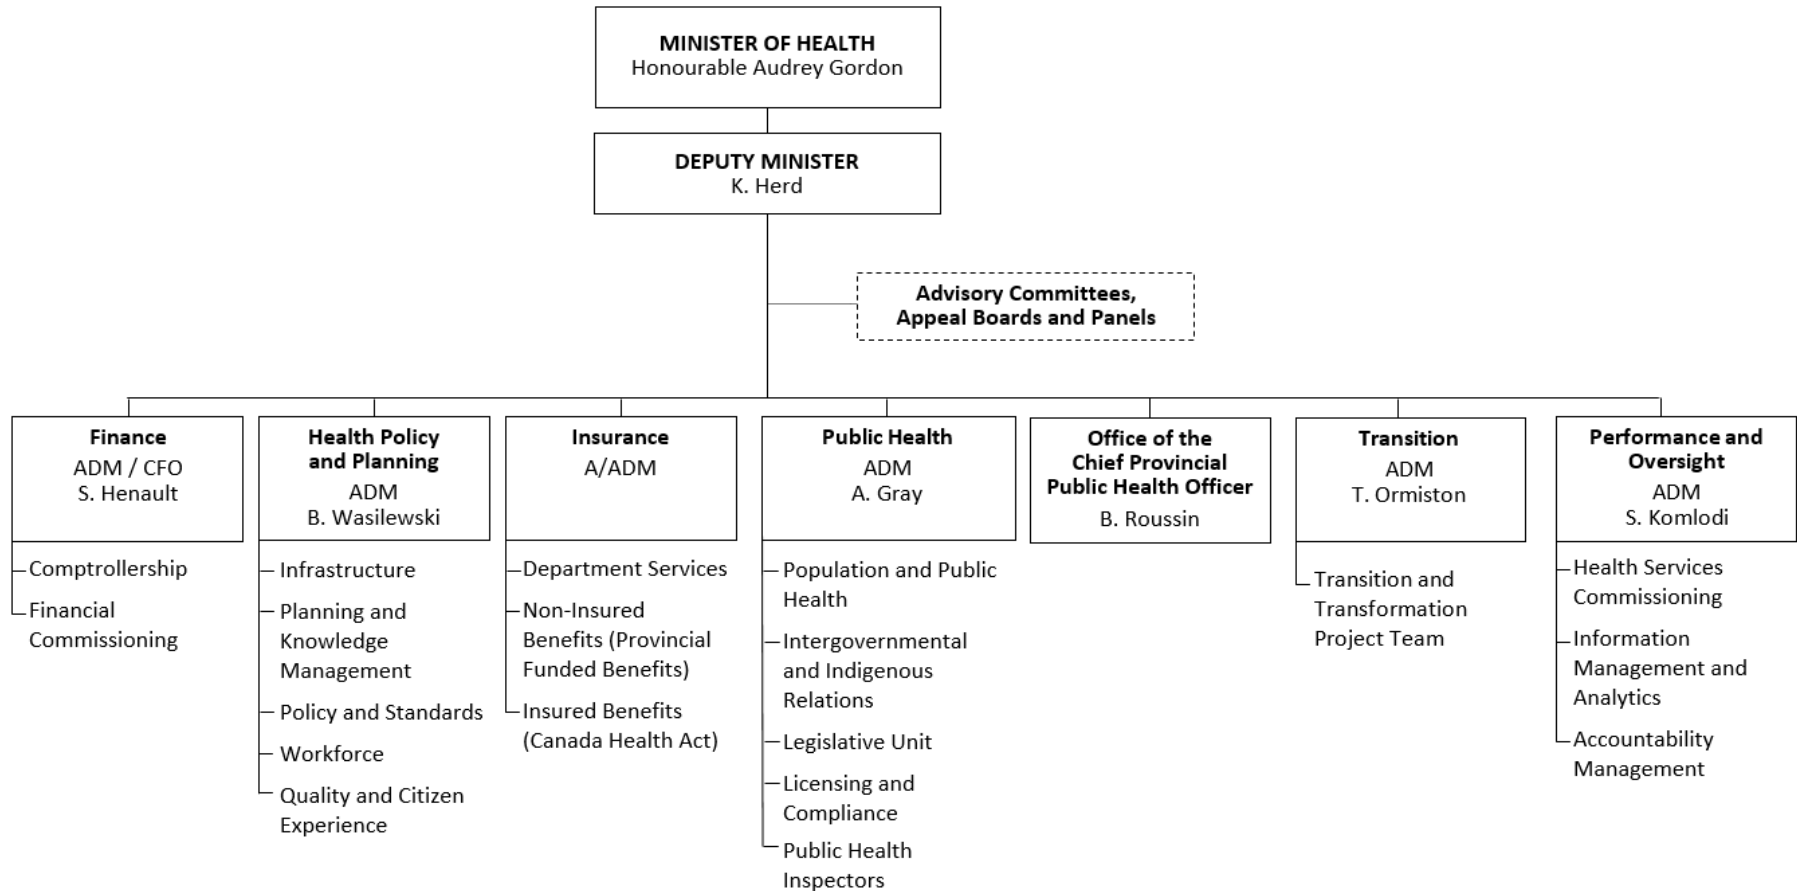 MINISTER OF HEALTH
Honourable Audrey Gordon
DEPUTY MINISTER
K. Herd
Advisory Committees,
Appeal Boards and Panels
Finance
ADM / CFO
S. Henault
Comptrollership
Financial
Commissioning
Health Policy
and Planning
ADM
B. Wasilewski
Infrastructure
Planning and
Knowledge
Management
Policy and Standards
Workforce
Quality and Citizen
Experience
Insurance
A/ADM
Department Services
Non-Insured
Benefits (Provincial
Funded Benefits)
Insured Benefits
(Canada Health Act)
Public Health
ADM
A. Gray
Population and Public
Health
Intergovernmental
and Indigenous
Relations
Legislative Unit
Licensing and
Compliance
Public Health
Inspectors
Office of the
Chief Provincial
Public Health Officer
B. Roussin
Transition
ADM
T. Ormiston
Transition and
Transformation
Project Team
Performance and
Oversight
ADM
S. Komlodi
Health Services
Commissioning
Information
Management and
Analytics
Accountability
Management